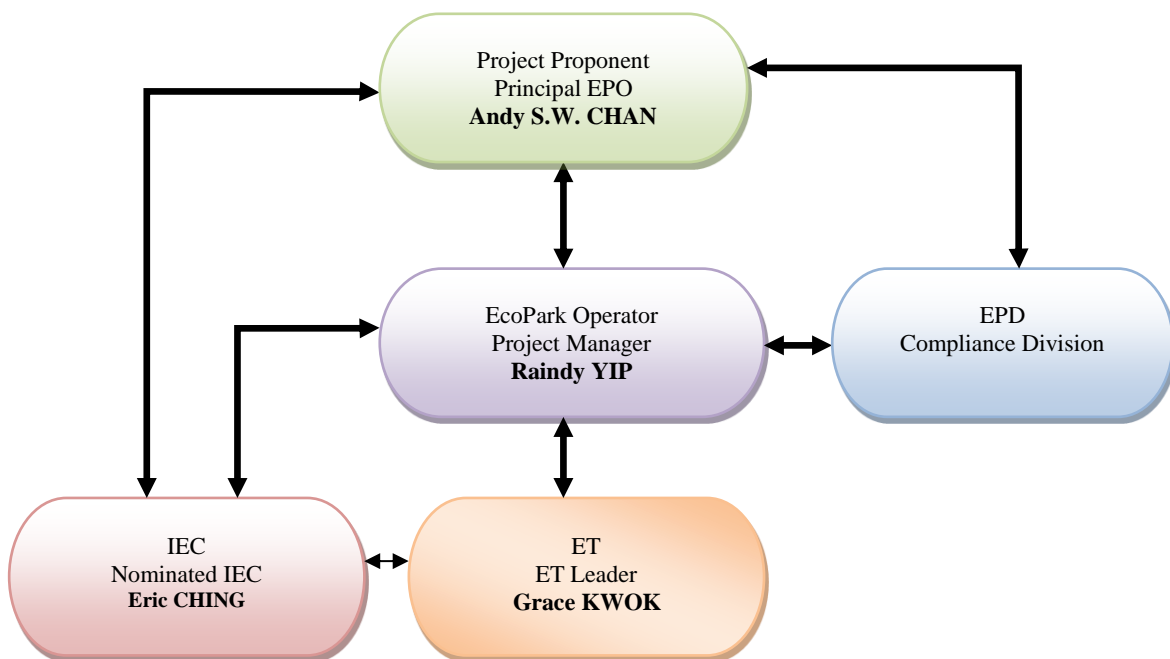 Project Proponent
Principal EPO
Andy S.W. CHAN
EcoPark Operator
Project Manager
Raindy YIP
EPD
Compliance Division
IEC
Nominated IEC
Eric CHING
ET
ET Leader
Grace KWOK